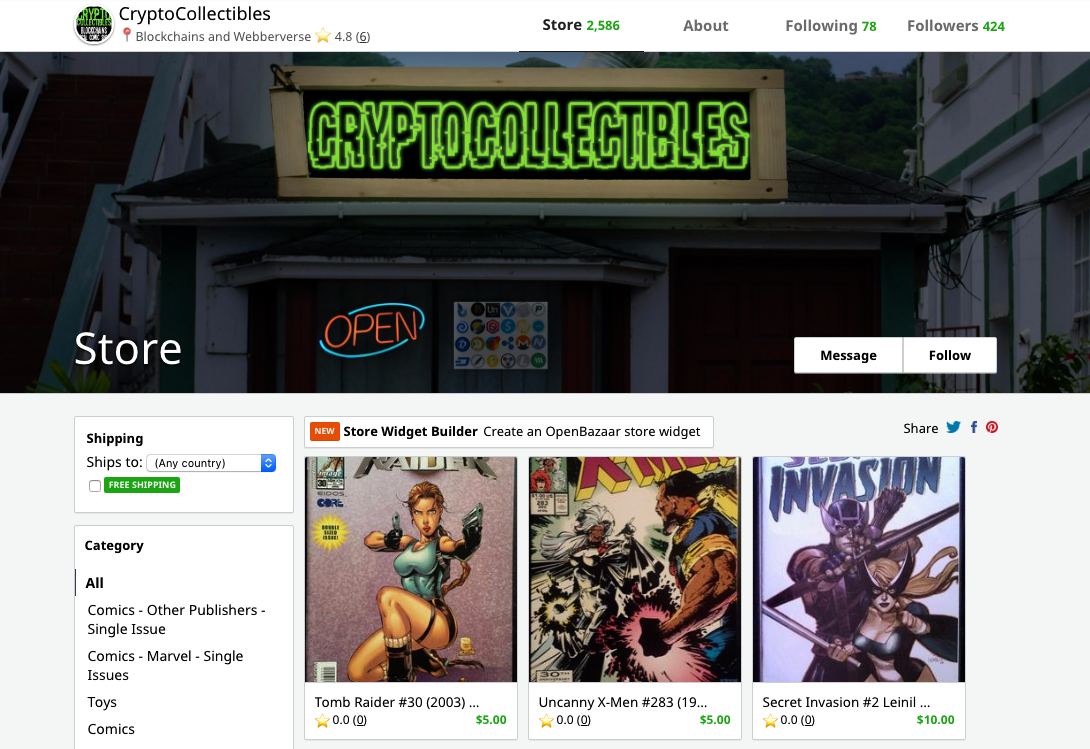 CryptoCollectibles
Blockchains and Webberverse 4.8 (6)
Store 2,586
About
Following 78
Followers 424
CRYPTOCOLLECTIBLES
OPEN
Store
Message
Follow
Shipping
Ships to: (Any country)
FREE SHIPPING
Category
All
Comics - Other Publishers -
Single Issue
Comics - Marvel - Single
Issues
Toys
Comics
NEW Store Widget Builder Create an OpenBazaar store widget
Share
EIDOS
CORE
DOUBLE
SIZED
ISSUE!
Tomb Raider #30 (2003) ...
0.0 (0) $5.00
X-MEN
283
30TH
Uncanny X-Men #283 (19...
0.0 (0) $5.00
INVASION
Secret Invasion #2 Leinil ...
0.0 (0) $10.00